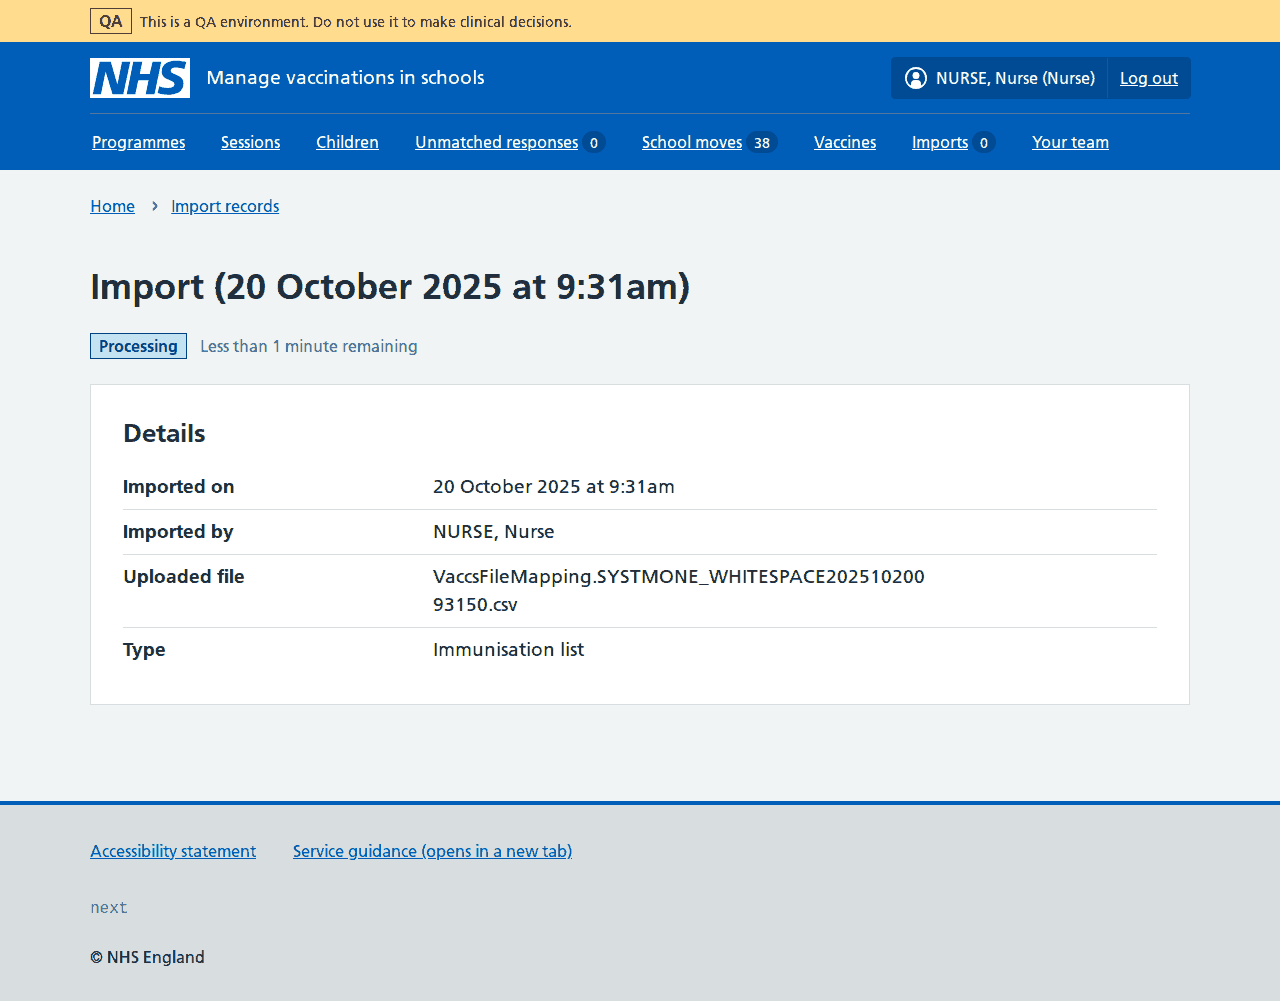 QA This is a QA environment. Do not use it to make clinical decisions.
NHS Manage vaccinations in schools NURSE, Nurse (Nurse) Log out
Programmes Sessions Children Unmatched responses 0 School moves 38 Vaccines Imports 0 Your team
Home Import records
Import (20 October 2025 at 9:31am)
Processing Less than 1 minute remaining
Details
Imported on 20 October 2025 at 9:31am
Imported by NURSE, Nurse
Uploaded file VaccsFileMapping.SYSTMONE_WHITESPACE202510200
93150.csv
Type Immunisation list
Accessibility statement Service guidance (opens in a new tab)
next
© NHS England